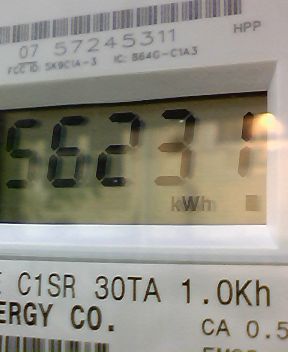 07 57245311
HPP
FCC ID: SK9C1A-3 IC: 864G-C1A3
56231
kWh
C1SR 30TA 1.0Kh
ERGY CO.
CA 0.5